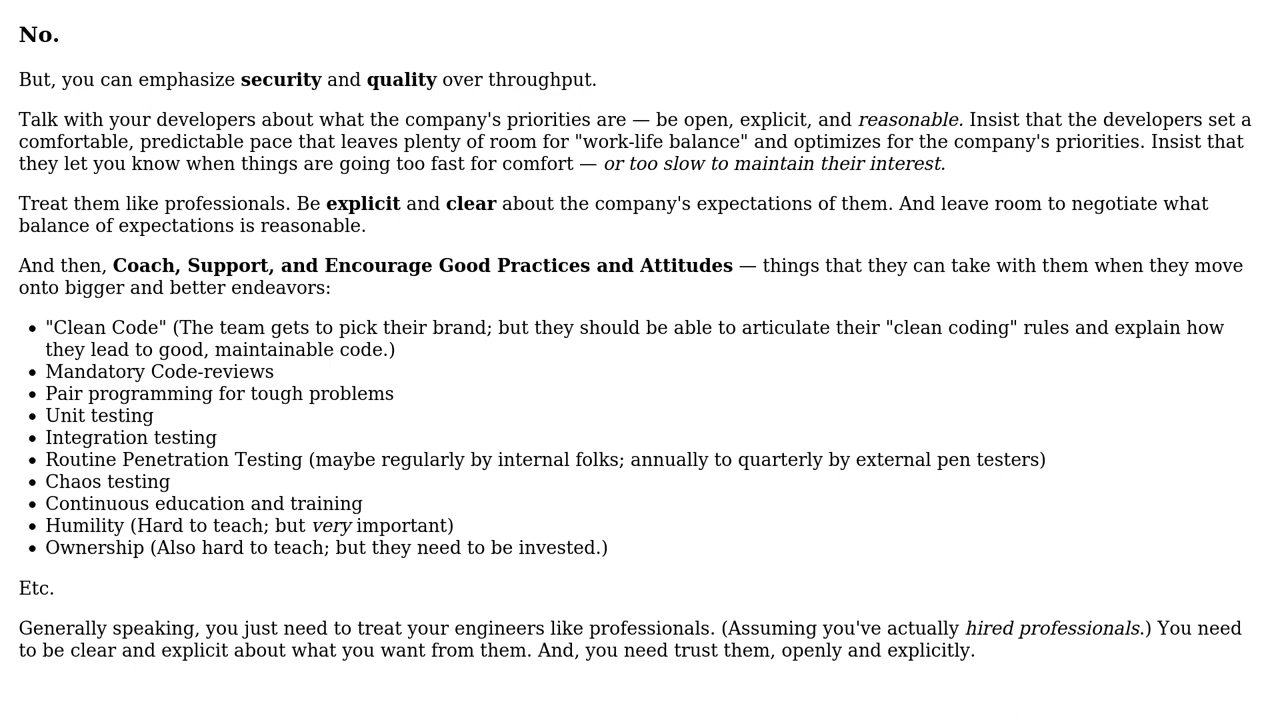 No.
But, you can emphasize security and quality over throughput.
Talk with your developers about what the company's priorities are — be open, explicit, and reasonable. Insist that the developers set a
comfortable, predictable pace that leaves plenty of room for "work-life balance" and optimizes for the company's priorities. Insist that
they let you know when things are going too fast for comfort — or too slow to maintain their interest.
Treat them like professionals. Be explicit and clear about the company's expectations of them. And leave room to negotiate what
balance of expectations is reasonable.
And then, Coach, Support, and Encourage Good Practices and Attitudes — things that they can take with them when they move
onto bigger and better endeavors:
• "Clean Code" (The team gets to pick their brand; but they should be able to articulate their "clean coding" rules and explain how
they lead to good, maintainable code.)
• Mandatory Code-reviews
• Pair programming for tough problems
• Unit testing
• Integration testing
• Routine Penetration Testing (maybe regularly by internal folks; annually to quarterly by external pen testers)
• Chaos testing
• Continuous education and training
• Humility (Hard to teach; but very important)
• Ownership (Also hard to teach; but they need to be invested.)
Etc.
Generally speaking, you just need to treat your engineers like professionals. (Assuming you've actually hired professionals.) You need
to be clear and explicit about what you want from them. And, you need trust them, openly and explicitly.